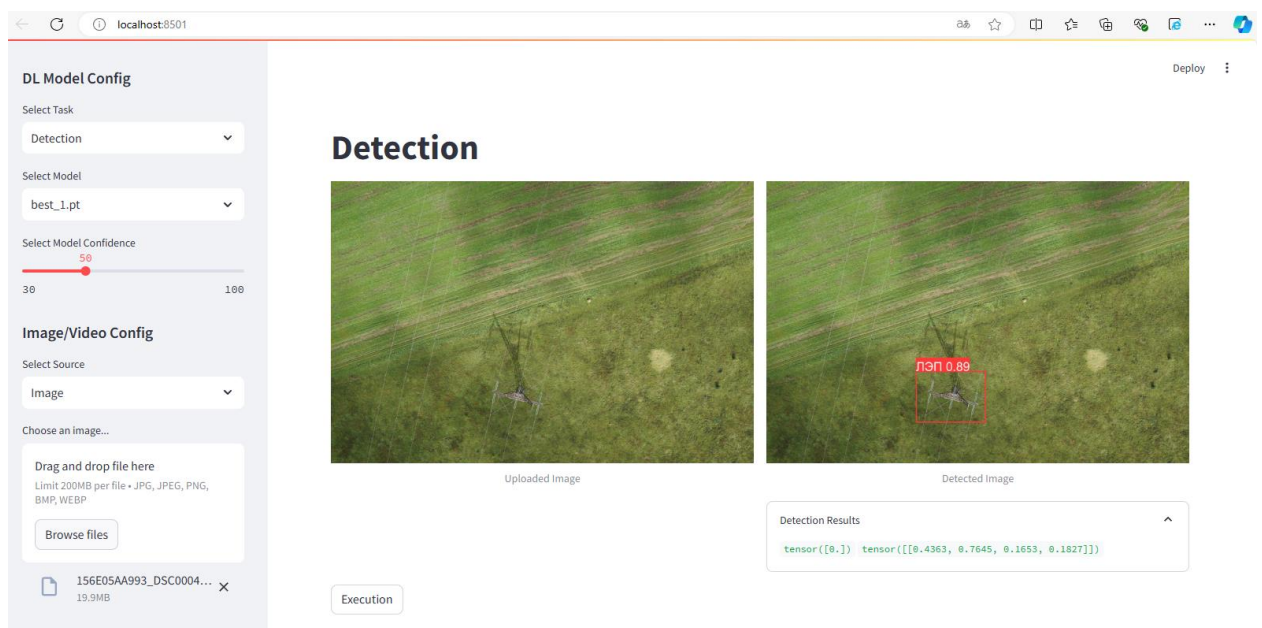 localhost:8501
Deploy
DL Model Config
Select Task
Detection
Select Model
best_1.pt
Select Model Confidence
50
30 100
Image/Video Config
Select Source
Image
Choose an image...
Drag and drop file here
Limit 200MB per file • JPG, JPEG, PNG,
BMP, WEBP
Browse files
156E05AA993_DSC0004...
19.9MB
Detection
ЛЭП 0.89
Uploaded Image
Detected Image
Detection Results
tensor([0.]) tensor([[0.4363, 0.7645, 0.1653, 0.1827]])
Execution